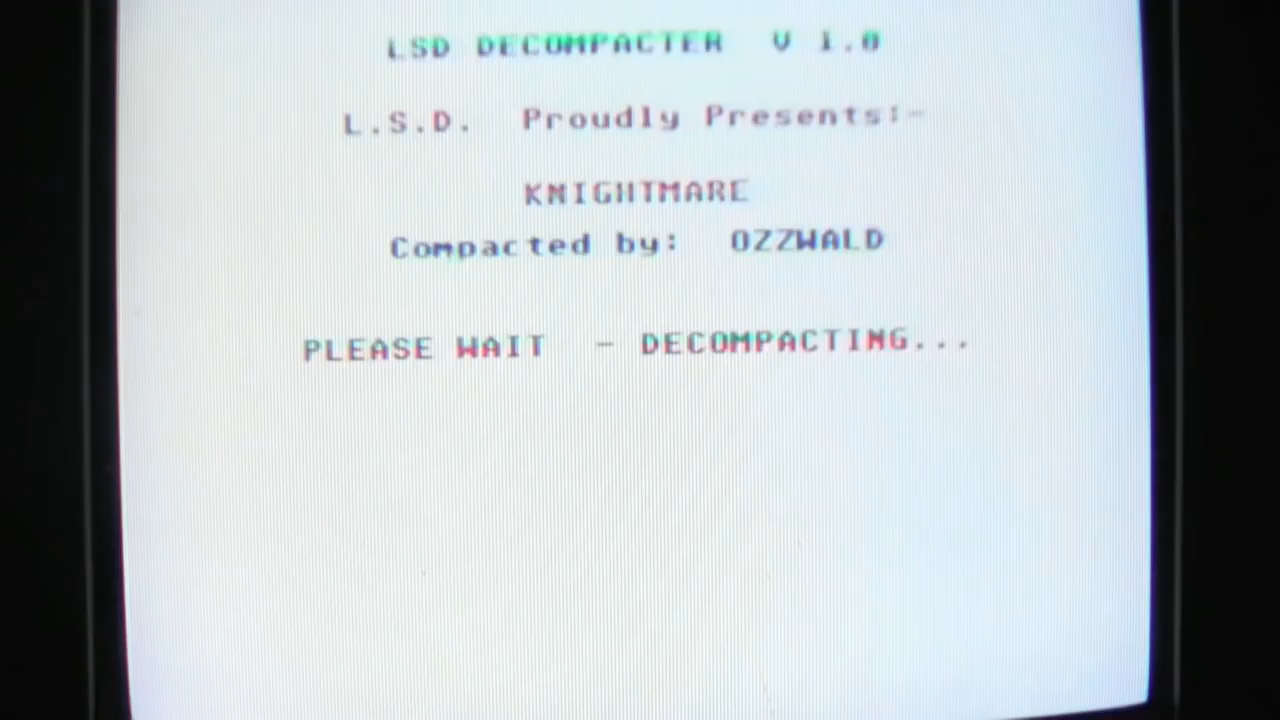 LSD DECOMPACTER V 1.0
L.S.D. Proudly Presents:-
KNIGHTMARE
Compacted by: OZZWALD
PLEASE WAIT - DECOMPACTING...